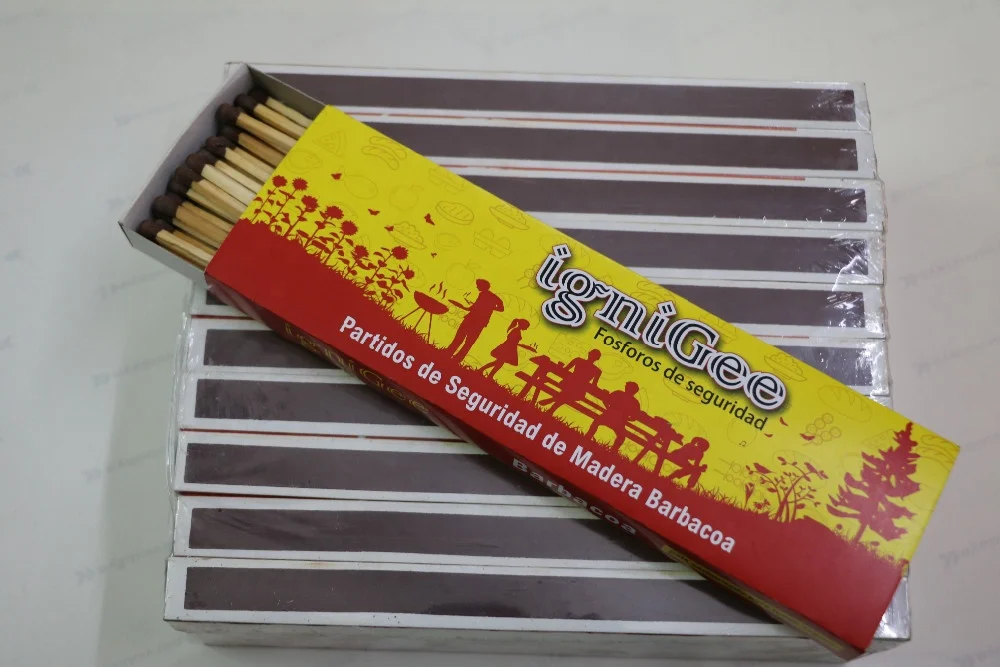 igniGee
Fosforos de seguridad
Partidos de Seguridad de Madera Barbacoa
Barbacoa